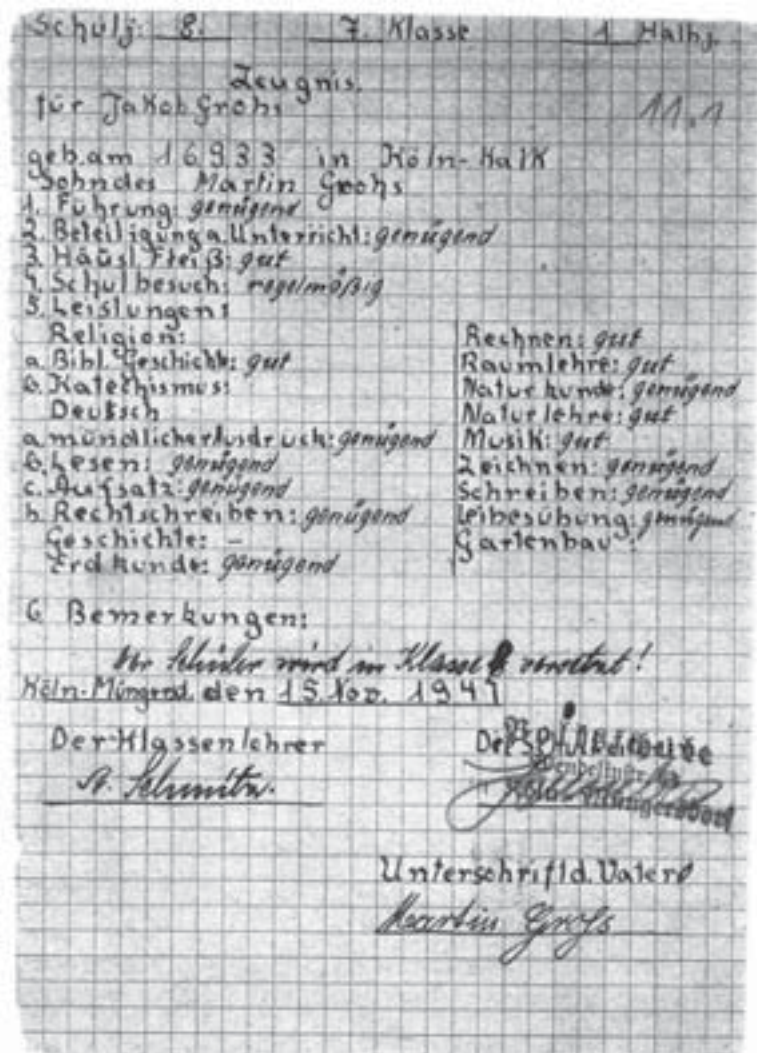 Schulj: 8. 7. Klasse 1 Halbj.
Zeugnis.
für Jakob Grohs 11.1
geb.am 16.9.33 in Köln-Kalk
Sohn des Martin Grohs
1. Führung: genügend
2. Beteiligung a. Unterricht: genügend
3. Häusl. Fleiß: gut
4. Schulbesuch: regelmäßig
5. Leistungen:
Religion:
a. Bibl. Geschichte: gut
b. Katechismus:
Deutsch
a. mündlicher Ausdruck: genügend
b. Lesen: genügend
c. Aufsatz: genügend
h. Rechtschreiben: genügend
Geschichte: -
Erdkunde: genügend
Rechnen: gut
Raumlehre: gut
Naturkunde: genügend
Naturlehre: gut
Musik: gut
Zeichnen: genügend
Schreiben: genügend
Leibesübung: genügend
Gartenbau:
6. Bemerkungen:
Der Schüler wird in Klasse versetzt!
Köln-Müngersd. den 15. Nov. 1947
Der Klassenlehrer
A. Schmitz.
Der Schulleiter
Unterschrift d. Vaters
Martin Grohs